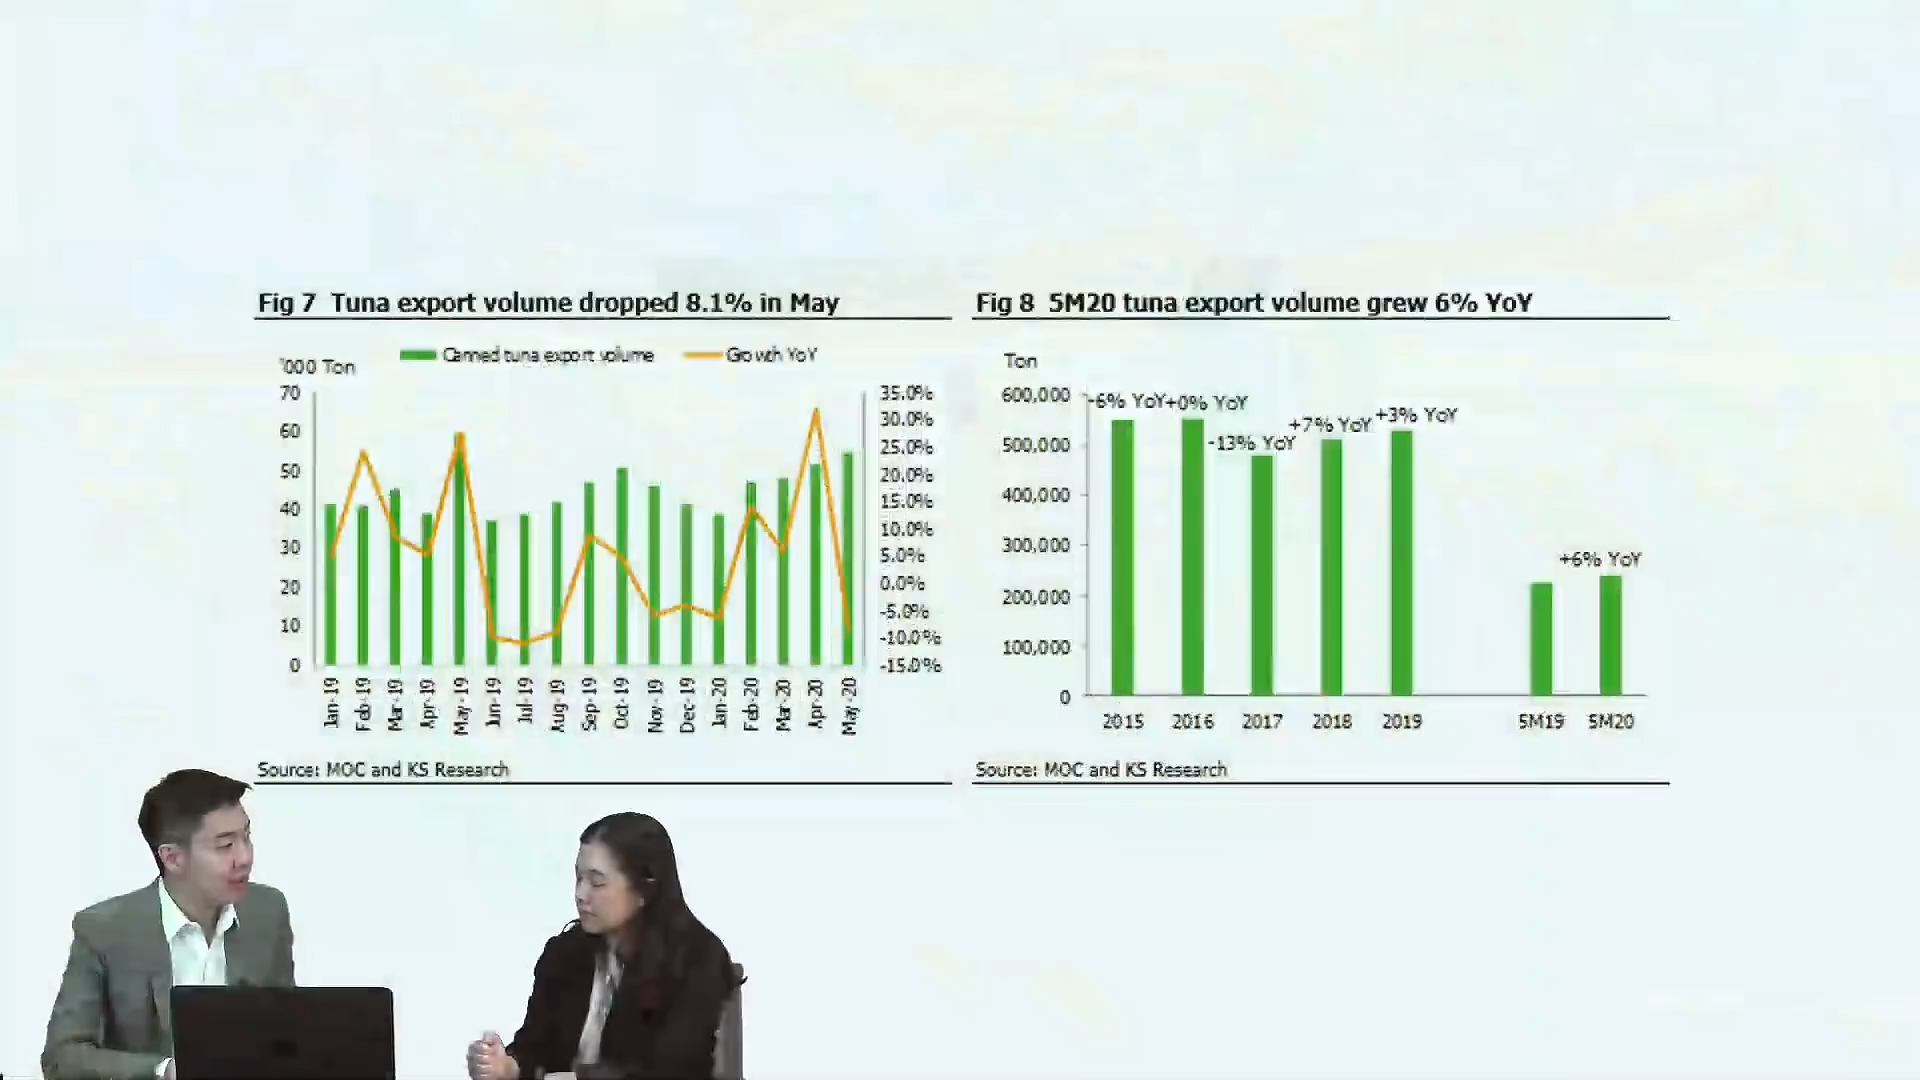 Fig 7 Tuna export volume dropped 8.1% in May
'000 Ton
Canned tuna export volume
Growth YoY
70
60
50
40
30
20
10
0
35.0%
30.0%
25.0%
20.0%
15.0%
10.0%
5.0%
0.0%
-5.0%
-10.0%
-15.0%
Jan-19
Feb-19
Mar-19
Apr-19
May-19
Jun-19
Jul-19
Aug-19
Sep-19
Oct-19
Nov-19
Dec-19
Jan-20
Feb-20
Mar-20
Apr-20
May-20
Source: MOC and KS Research
Fig 8 5M20 tuna export volume grew 6% YoY
Ton
600,000
500,000
400,000
300,000
200,000
100,000
0
-6% YoY
+0% YoY
-13% YoY
+7% YoY
+3% YoY
+6% YoY
2015
2016
2017
2018
2019
5M19
5M20
Source: MOC and KS Research